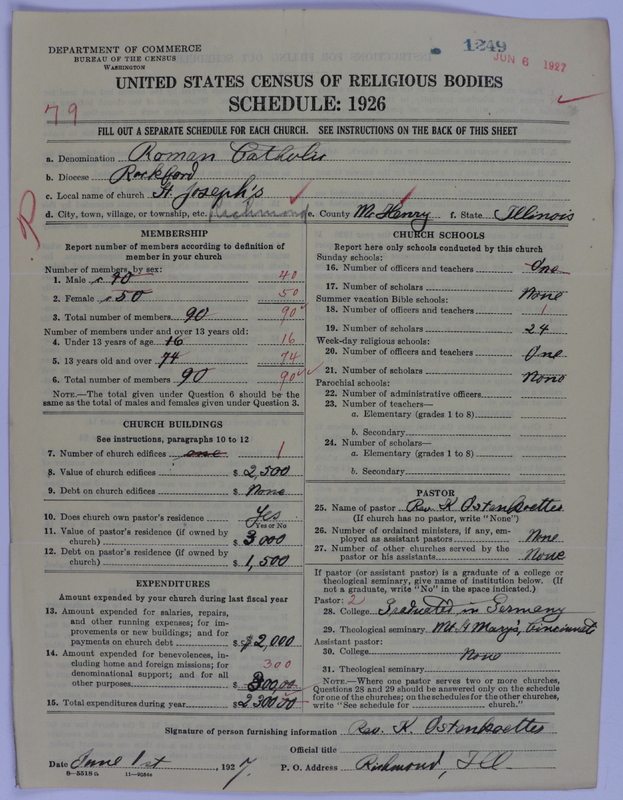 1249
JUN 6 1927
DEPARTMENT OF COMMERCE
BUREAU OF THE CENSUS
WASHINGTON
UNITED STATES CENSUS OF RELIGIOUS BODIES
SCHEDULE: 1926
79
FILL OUT A SEPARATE SCHEDULE FOR EACH CHURCH. SEE INSTRUCTIONS ON THE BACK OF THIS SHEET
a. Denomination Roman Catholic
b. Diocese Rockford
c. Local name of church St. Joseph's
d. City, town, village, or township, etc. Richmond e. County McHenry f. State Illinois
MEMBERSHIP
Report number of members according to definition of
member in your church
Number of members, by sex:
1. Male 40 40
2. Female 50 50
3. Total number of members 90 90
Number of members under and over 13 years old:
4. Under 13 years of age 16 16
5. 13 years old and over 74 74
6. Total number of members 90 90
NOTE.—The total given under Question 6 should be
same as the total of males and females given under Question 3.
CHURCH BUILDINGS
See instructions, paragraphs 10 to 12
7. Number of church edifices one 1
8. Value of church edifices $ 2,500
9. Debt on church edifices $ None
10. Does church own pastor's residence Yes
Yes or No
11. Value of pastor's residence (if owned by
church) $ 3,000
12. Debt on pastor's residence (if owned by
church) $ 1,500
EXPENDITURES
Amount expended by your church during last fiscal year
13. Amount expended for salaries, repairs,
and other running expenses; for im-
provements or new buildings; and for
payments on church debt $ $2,000
14. Amount expended for benevolences, in-
cluding home and foreign missions; for
denominational support; and for all
other purposes 300 $ 300,00
15. Total expenditures during year $ 2300,00
CHURCH SCHOOLS
Report here only schools conducted by this church
Sunday schools:
16. Number of officers and teachers One
17. Number of scholars None
Summer vacation Bible schools:
18. Number of officers and teachers 1
19. Number of scholars 24
Week-day religious schools:
20. Number of officers and teachers One
21. Number of scholars None
Parochial schools:
22. Number of administrative officers
23. Number of teachers—
a. Elementary (grades 1 to 8)
b. Secondary
24. Number of scholars—
a. Elementary (grades 1 to 8)
b. Secondary
PASTOR
25. Name of pastor Rev. K. Ostenkoetter
(If church has no pastor, write "None")
26. Number of ordained ministers, if any, em-
ployed as assistant pastors None
27. Number of other churches served by the
pastor or his assistants None
If pastor (or assistant pastor) is a graduate of a college or
theological seminary, give name of institution below. (If
not a graduate, write "No" in the space indicated.)
Pastor: 2
28. College Graduated in Germany
29. Theological seminary Mt. St Mary's, Cincinnati
Assistant pastor:
30. College None
31. Theological seminary
NOTE.—Where one pastor serves two or more churches,
Questions 28 and 29 should be answered only on the schedule
for one of the churches; on the schedules for the other churches,
write "See schedule for church."
Signature of person furnishing information Rev. K. Ostenkoetter
Official title
Date June 1st, 1927. P. O. Address Richmond, Ill.
8—5518a 11—9084